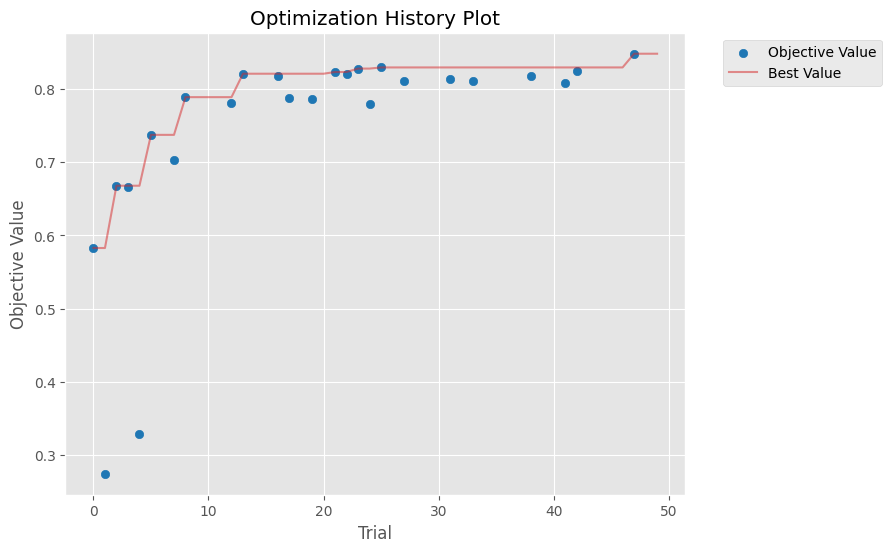 Optimization History Plot
Objective Value
Best Value
Objective Value
0.8
0.7
0.6
0.5
0.4
0.3
0 10 20 30 40 50
Trial